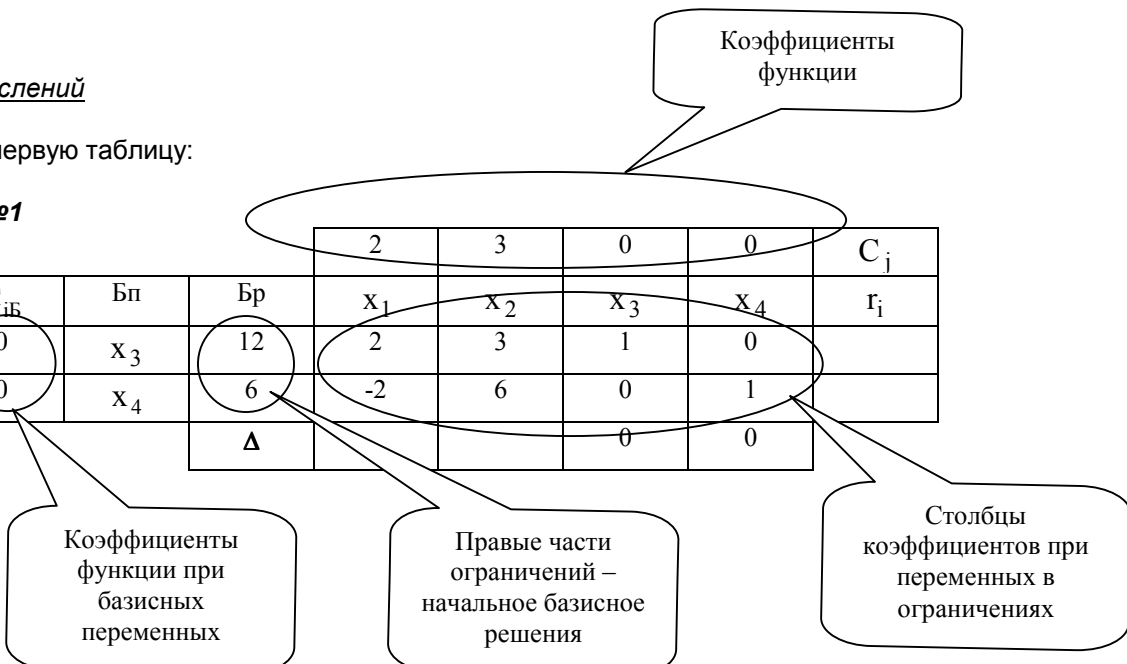 Коэффициенты
функции
слений
первую таблицу:
№1
2 3 0 0 C j
iБ Бп Бр x 1 x 2 x 3 x 4 r i
0 x 3 12 2 3 1 0
0 x 4 6 -2 6 0 1
Δ 0 0
Коэффициенты
функции при
базисных
переменных
Правые части
ограничений –
начальное базисное
решения
Столбцы
коэффициентов при
переменных в
ограничениях